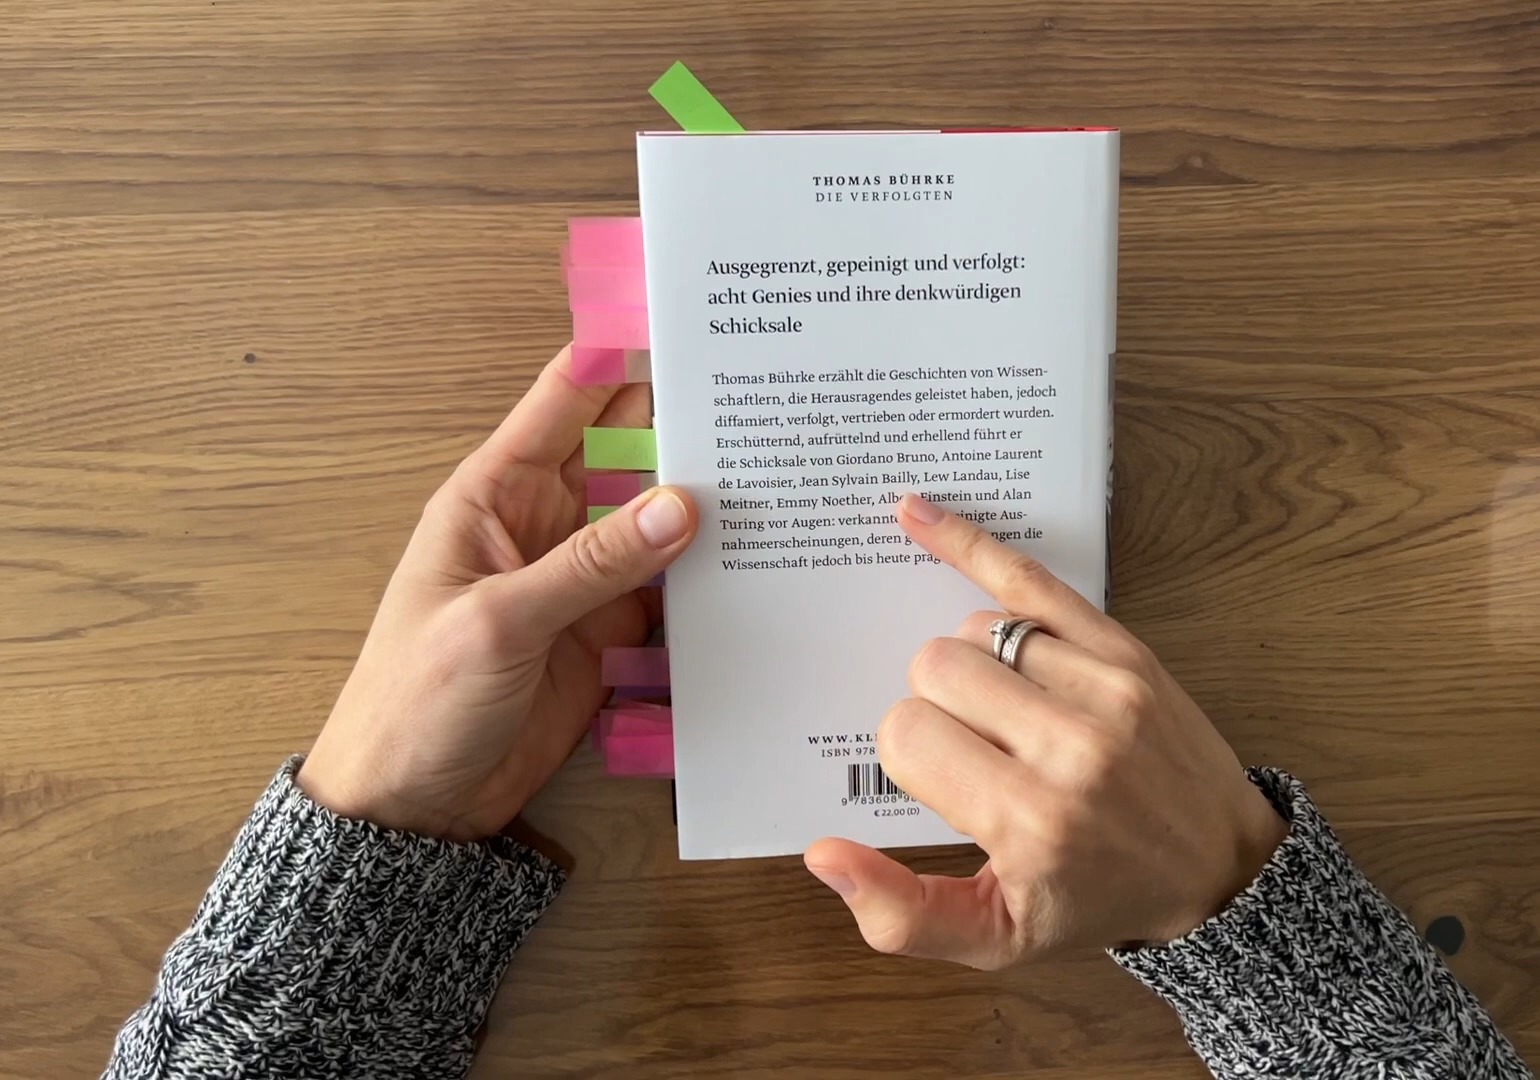 THOMAS BÜHRKE
DIE VERFOLGTEN
Ausgegrenzt, gepeinigt und verfolgt:
acht Genies und ihre denkwürdigen
Schicksale
Thomas Bührke erzählt die Geschichten von Wissen-
schaftlern, die Herausragendes geleistet haben, jedoch
diffamiert, verfolgt, vertrieben oder ermordet wurden.
Erschütternd, aufrüttelnd und erhellend führt er
die Schicksale von Giordano Bruno, Antoine Laurent
de Lavoisier, Jean Sylvain Bailly, Lew Landau, Lise
Meitner, Emmy Noether, Einstein und Alan
Turing vor Augen: Aus-
nahmeerscheinungen, deren die
Wissenschaft jedoch bis heute
ISBN 978
€ 22,00 (D)